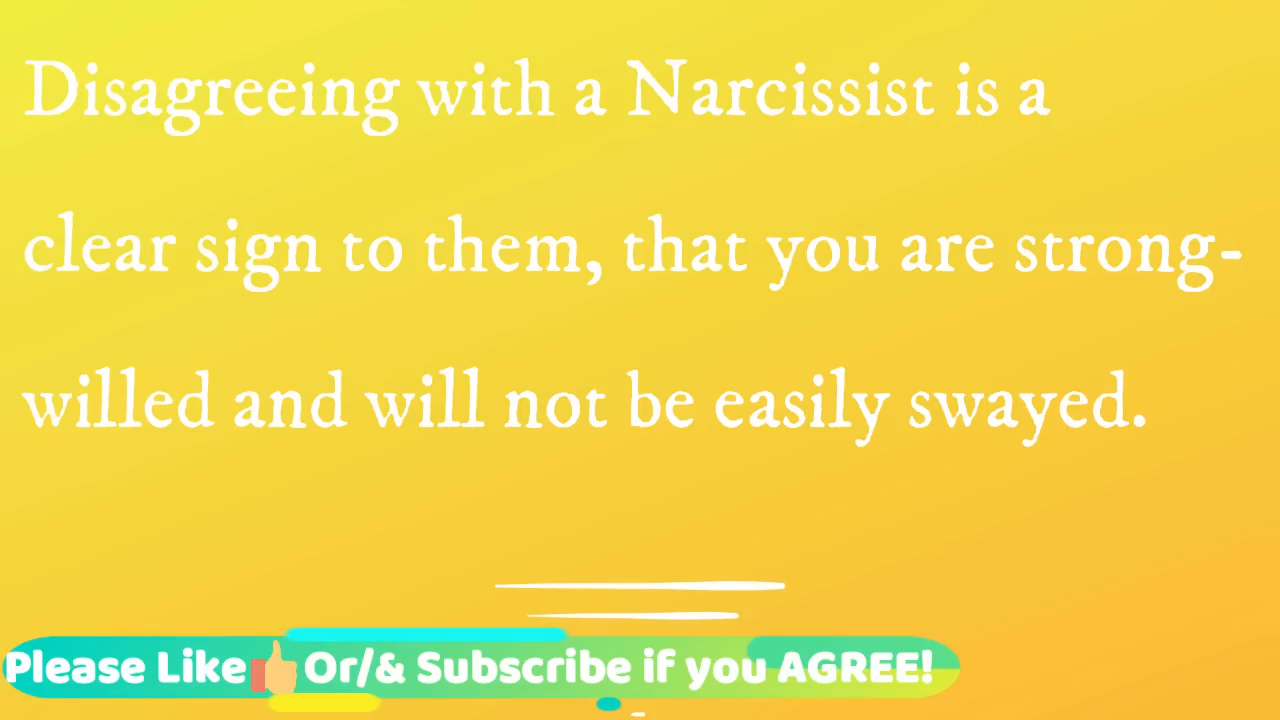 Disagreeing with a Narcissist is a
clear sign to them, that you are strong-
willed and will not be easily swayed.
Please Like Or/& Subscribe if you AGREE!